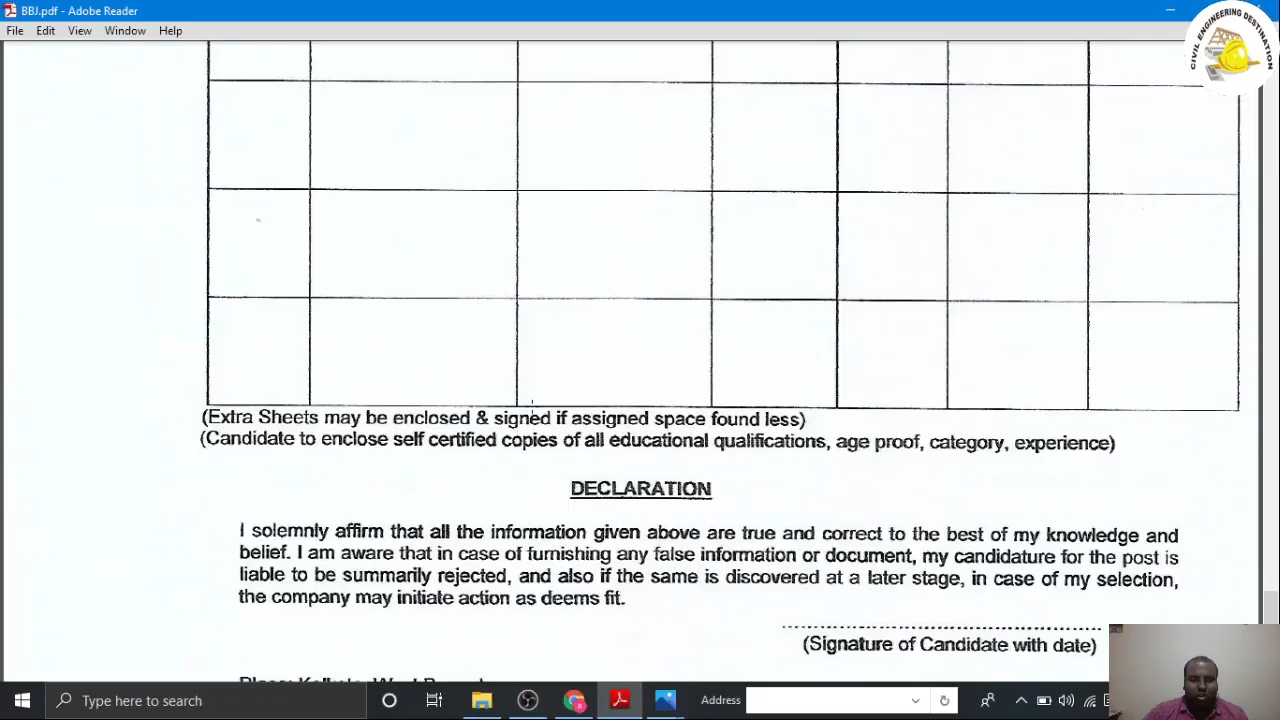 BBJ.pdf - Adobe Reader
File Edit View Window Help
CIVIL ENGINEERING DESTINATION
(Extra Sheets may be enclosed & signed if assigned space found less)
(Candidate to enclose self certified copies of all educational qualifications, age proof, category, experience)
DECLARATION
I solemnly affirm that all the information given above are true and correct to the best of my knowledge and
belief. I am aware that in case of furnishing any false information or document, my candidature for the post is
liable to be summarily rejected, and also if the same is discovered at a later stage, in case of my selection,
the company may initiate action as deems fit.
(Signature of Candidate with date)
Type here to search
Address